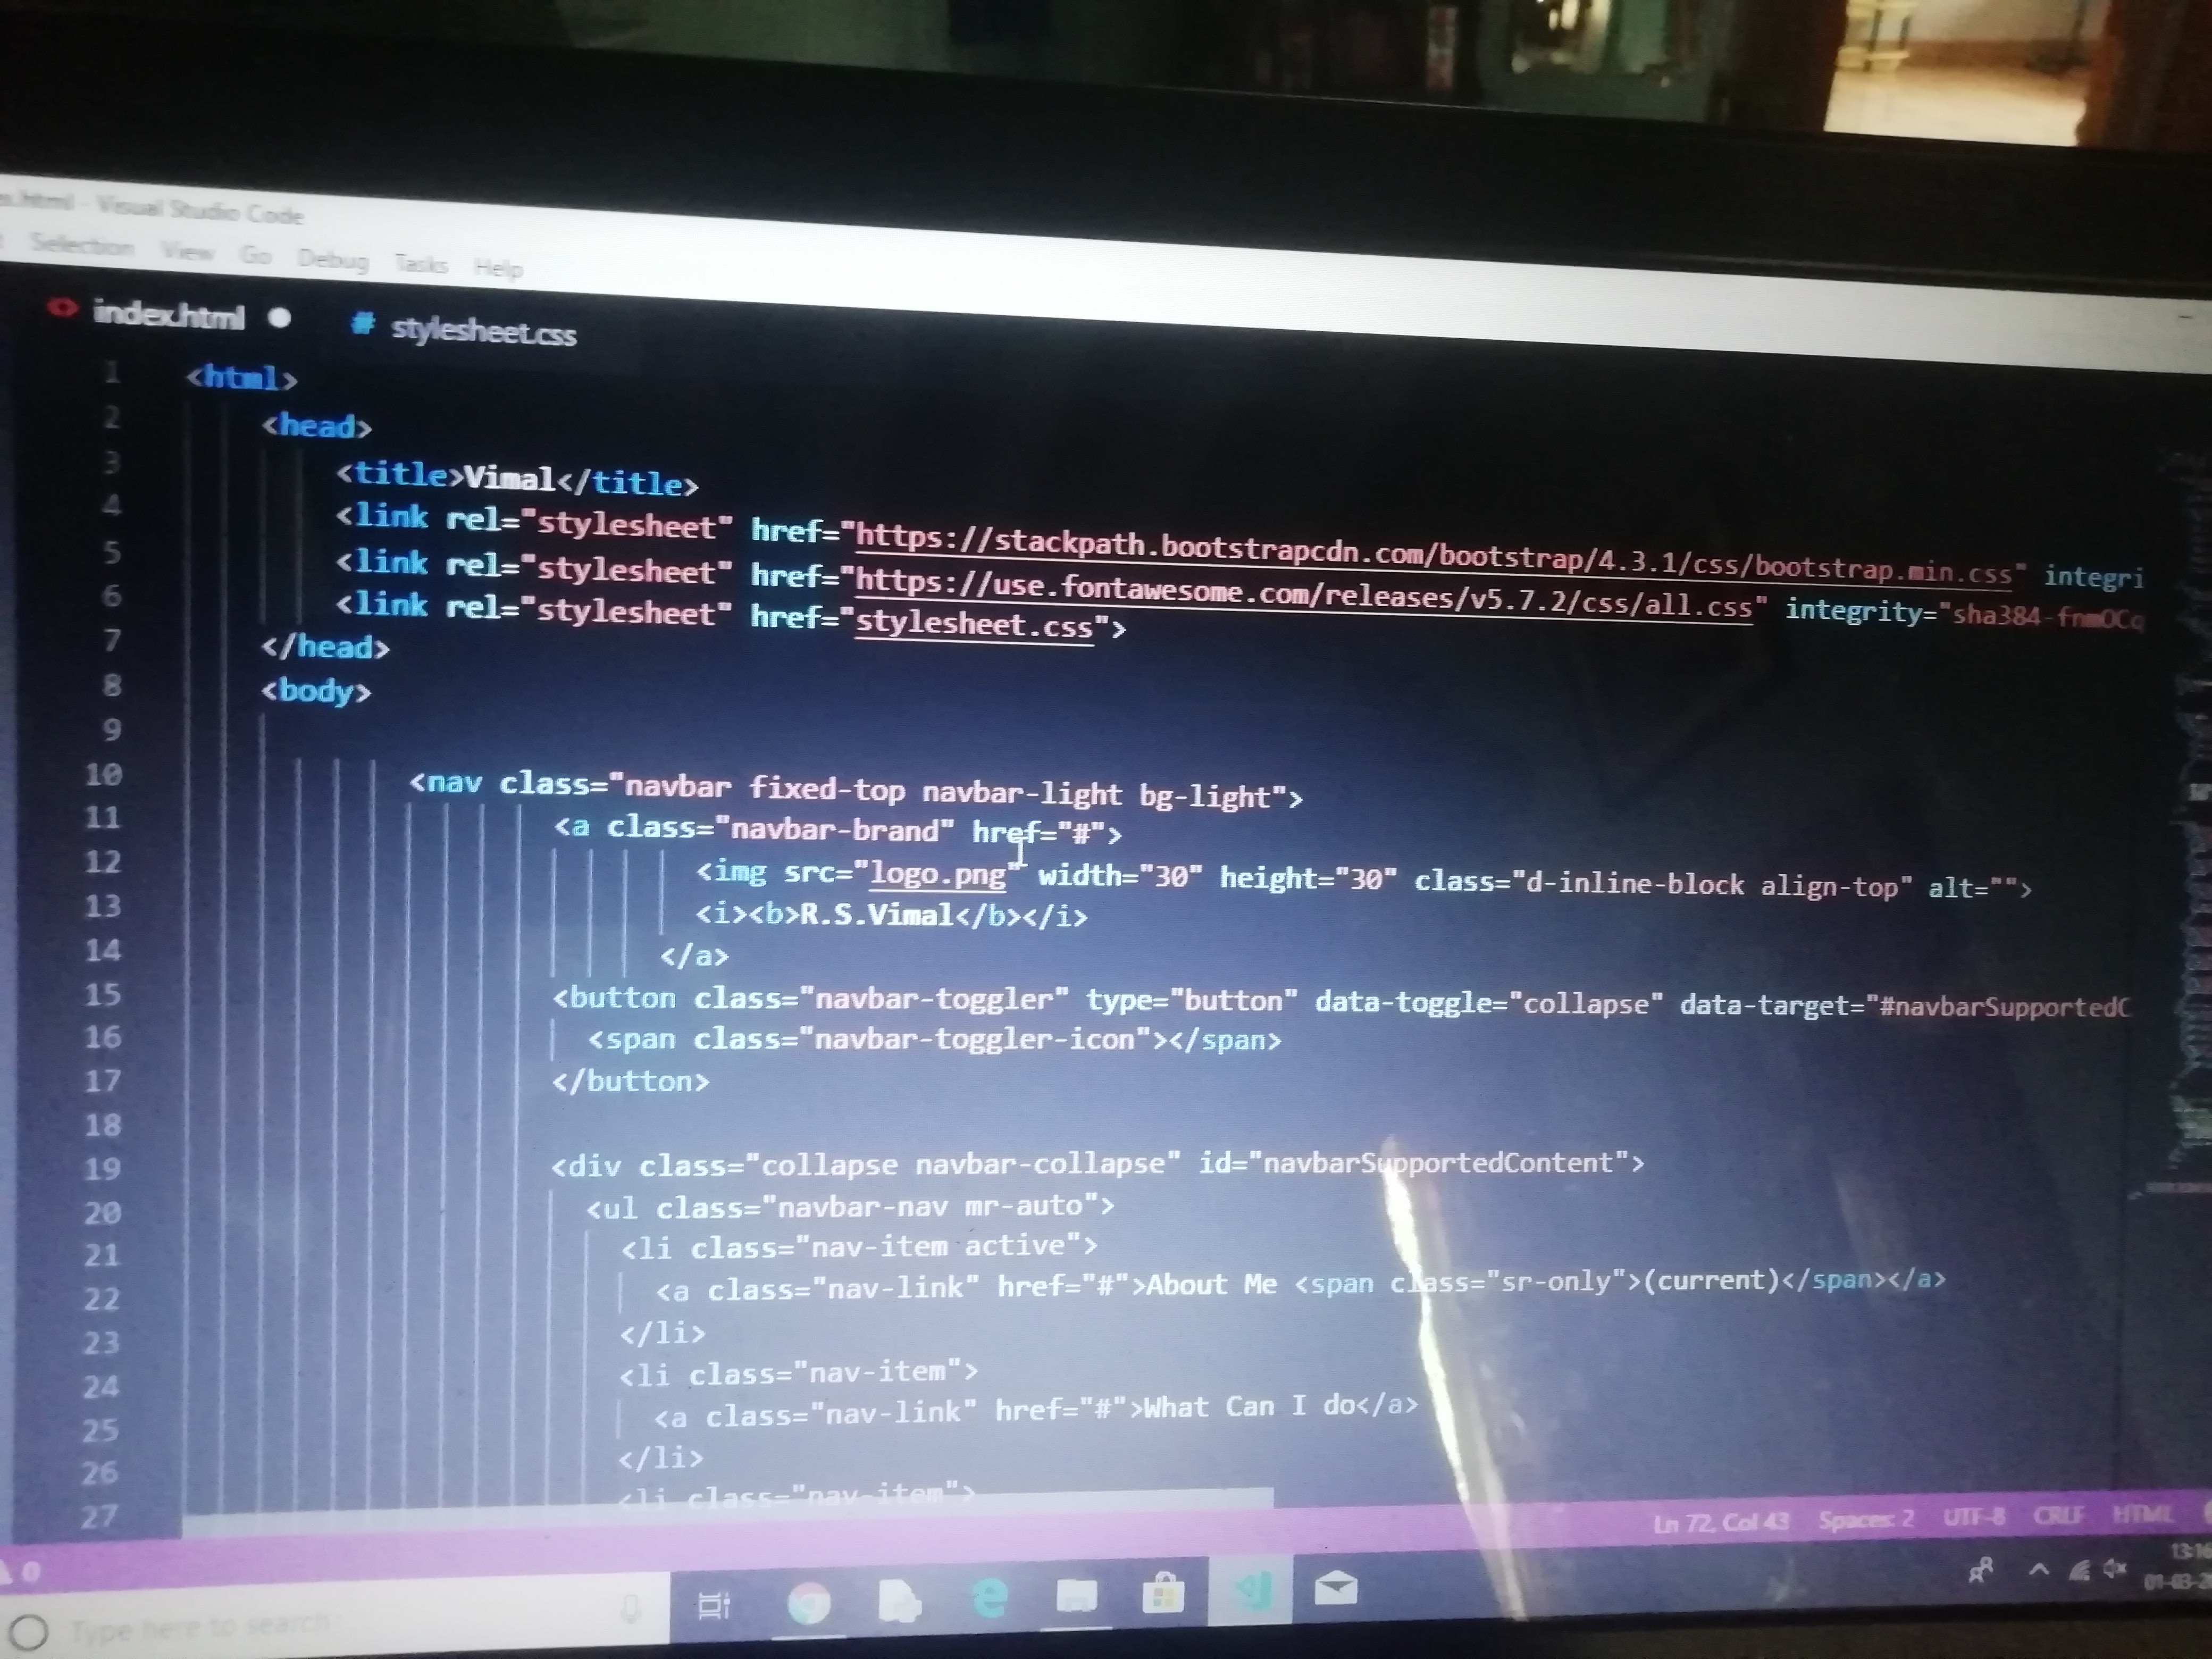 .html - Visual Studio Code
Selection View Go Debug Tasks Help
index.html # stylesheet.css
1 <html>
2 <head>
3 <title>Vimal</title>
4 <link rel="stylesheet" href="https://stackpath.bootstrapcdn.com/bootstrap/4.3.1/css/bootstrap.min.css" integri
5 <link rel="stylesheet" href="https://use.fontawesome.com/releases/v5.7.2/css/all.css" integrity="sha384-fnmOCq
6 <link rel="stylesheet" href="stylesheet.css">
7 </head>
8 <body>
9
10 <nav class="navbar fixed-top navbar-light bg-light">
11 <a class="navbar-brand" href="#">
12 <img src="logo.png" width="30" height="30" class="d-inline-block align-top" alt="">
13 <i><b>R.S.Vimal</b></i>
14 </a>
15 <button class="navbar-toggler" type="button" data-toggle="collapse" data-target="#navbarSupportedC
16 <span class="navbar-toggler-icon"></span>
17 </button>
18
19 <div class="collapse navbar-collapse" id="navbarSupportedContent">
20 <ul class="navbar-nav mr-auto">
21 <li class="nav-item active">
22 <a class="nav-link" href="#">About Me <span class="sr-only">(current)</span></a>
23 </li>
24 <li class="nav-item">
25 <a class="nav-link" href="#">What Can I do</a>
26 </li>
27 <li class="nav-item">
0 Ln 72, Col 43 Spaces: 2 UTF-8 CRLF HTML
Type here to search
13:16
01-03-2